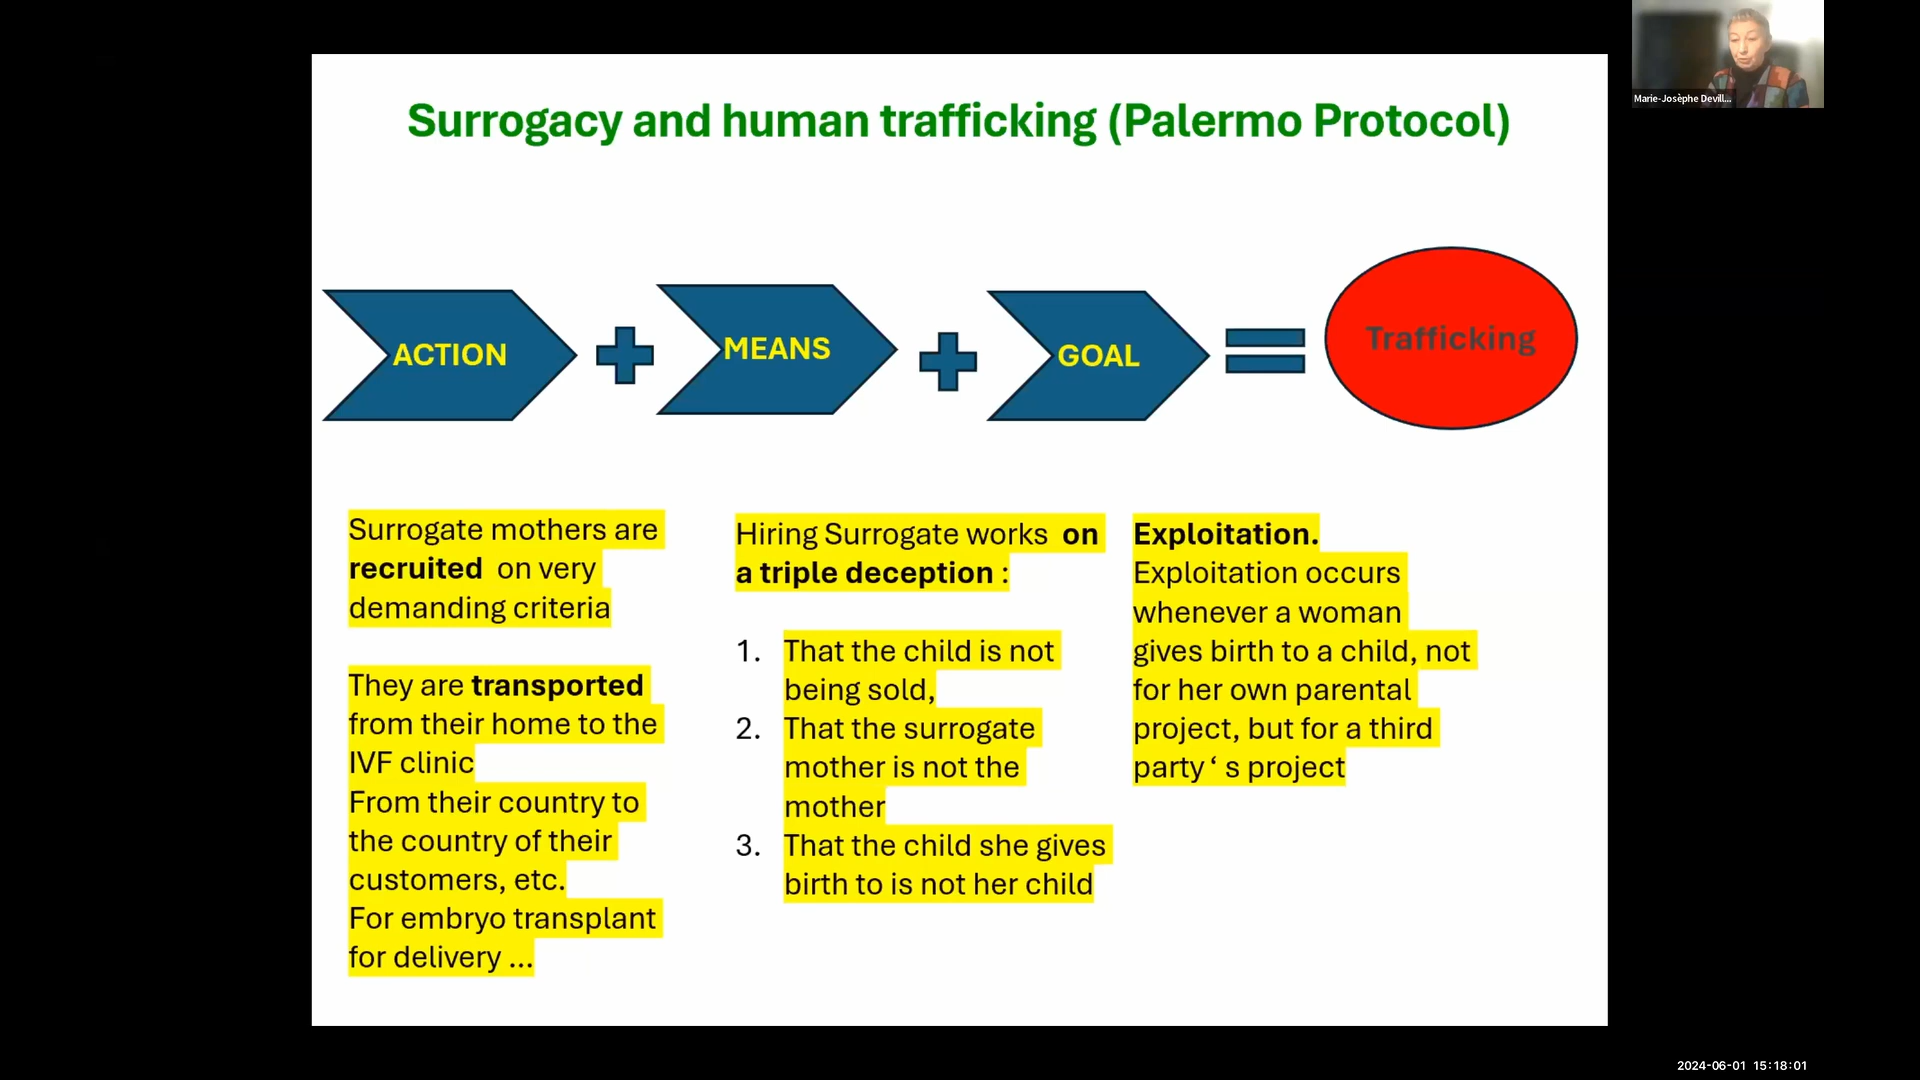 Marie-Josèphe Devill...
Surrogacy and human trafficking (Palermo Protocol)
ACTION
MEANS
GOAL
Trafficking
Surrogate mothers are
recruited on very
demanding criteria
They are transported
from their home to the
IVF clinic
From their country to
the country of their
customers, etc.
For embryo transplant
for delivery ...
Hiring Surrogate works on
a triple deception :
1. That the child is not
being sold,
2. That the surrogate
mother is not the
mother
3. That the child she gives
birth to is not her child
Exploitation.
Exploitation occurs
whenever a woman
gives birth to a child, not
for her own parental
project, but for a third
party ‘ s project
2024-06-01 15:18:01